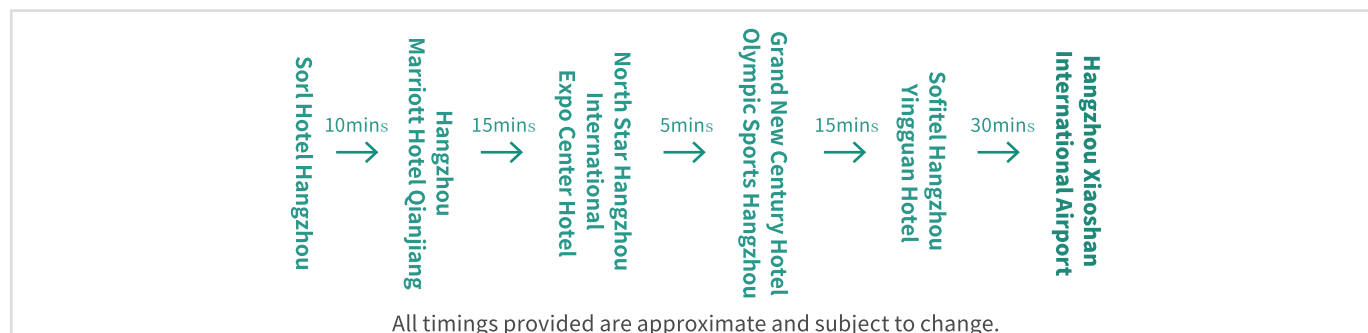 Sorl Hotel Hangzhou
10mins
Hangzhou
Marriott Hotel Qianjiang
15mins
North Star Hangzhou
International
Expo Center Hotel
5mins
Grand New Century Hotel
Olympic Sports Hangzhou
15mins
Sofitel Hangzhou
Yingguan Hotel
30mins
Hangzhou Xiaoshan
International Airport
All timings provided are approximate and subject to change.